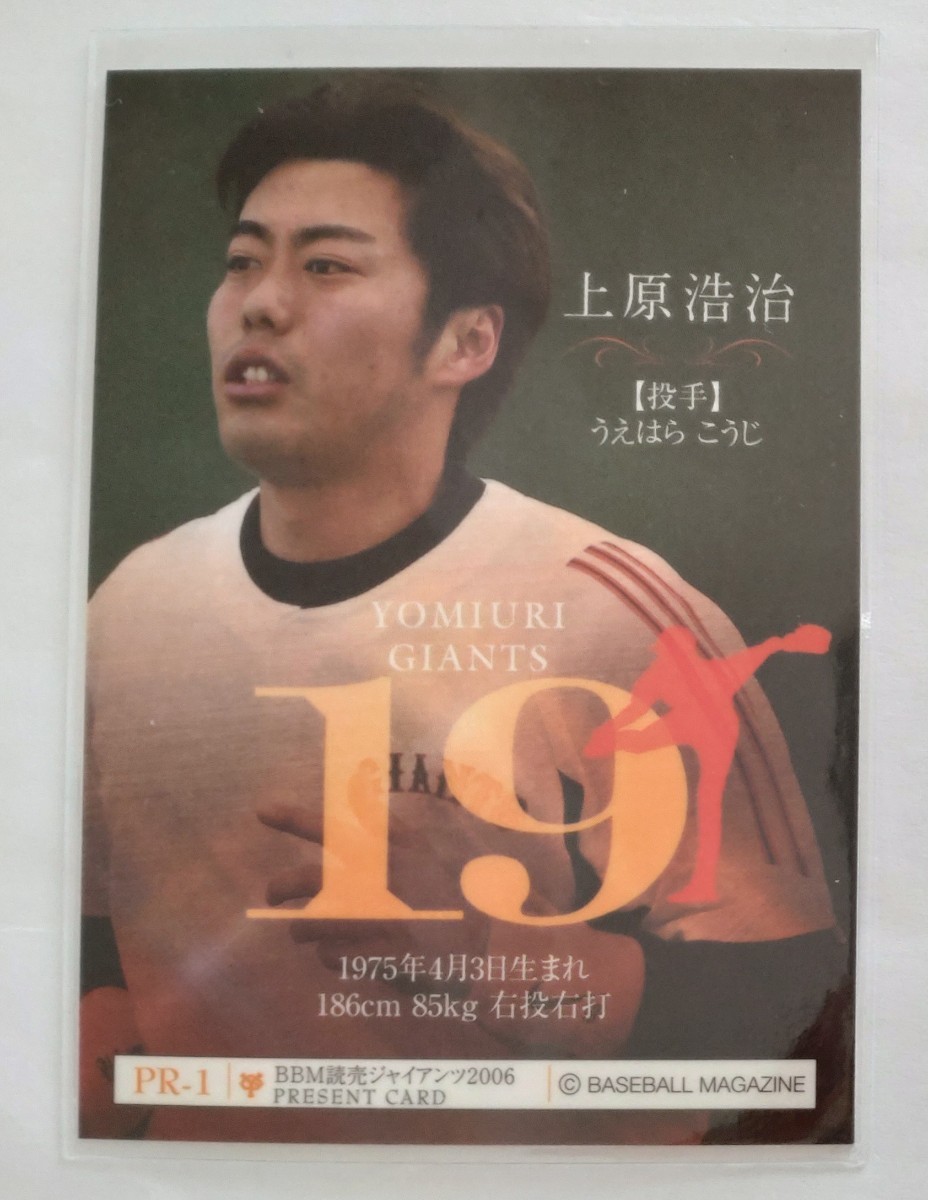 上原浩治
【投手】
うえはら こうじ
YOMIURI
GIANTS
19
GIANTS
1975年4月3日生まれ
186cm 85kg 右投右打
PR-1
BBM読売ジャイアンツ2006
PRESENT CARD
© BASEBALL MAGAZINE